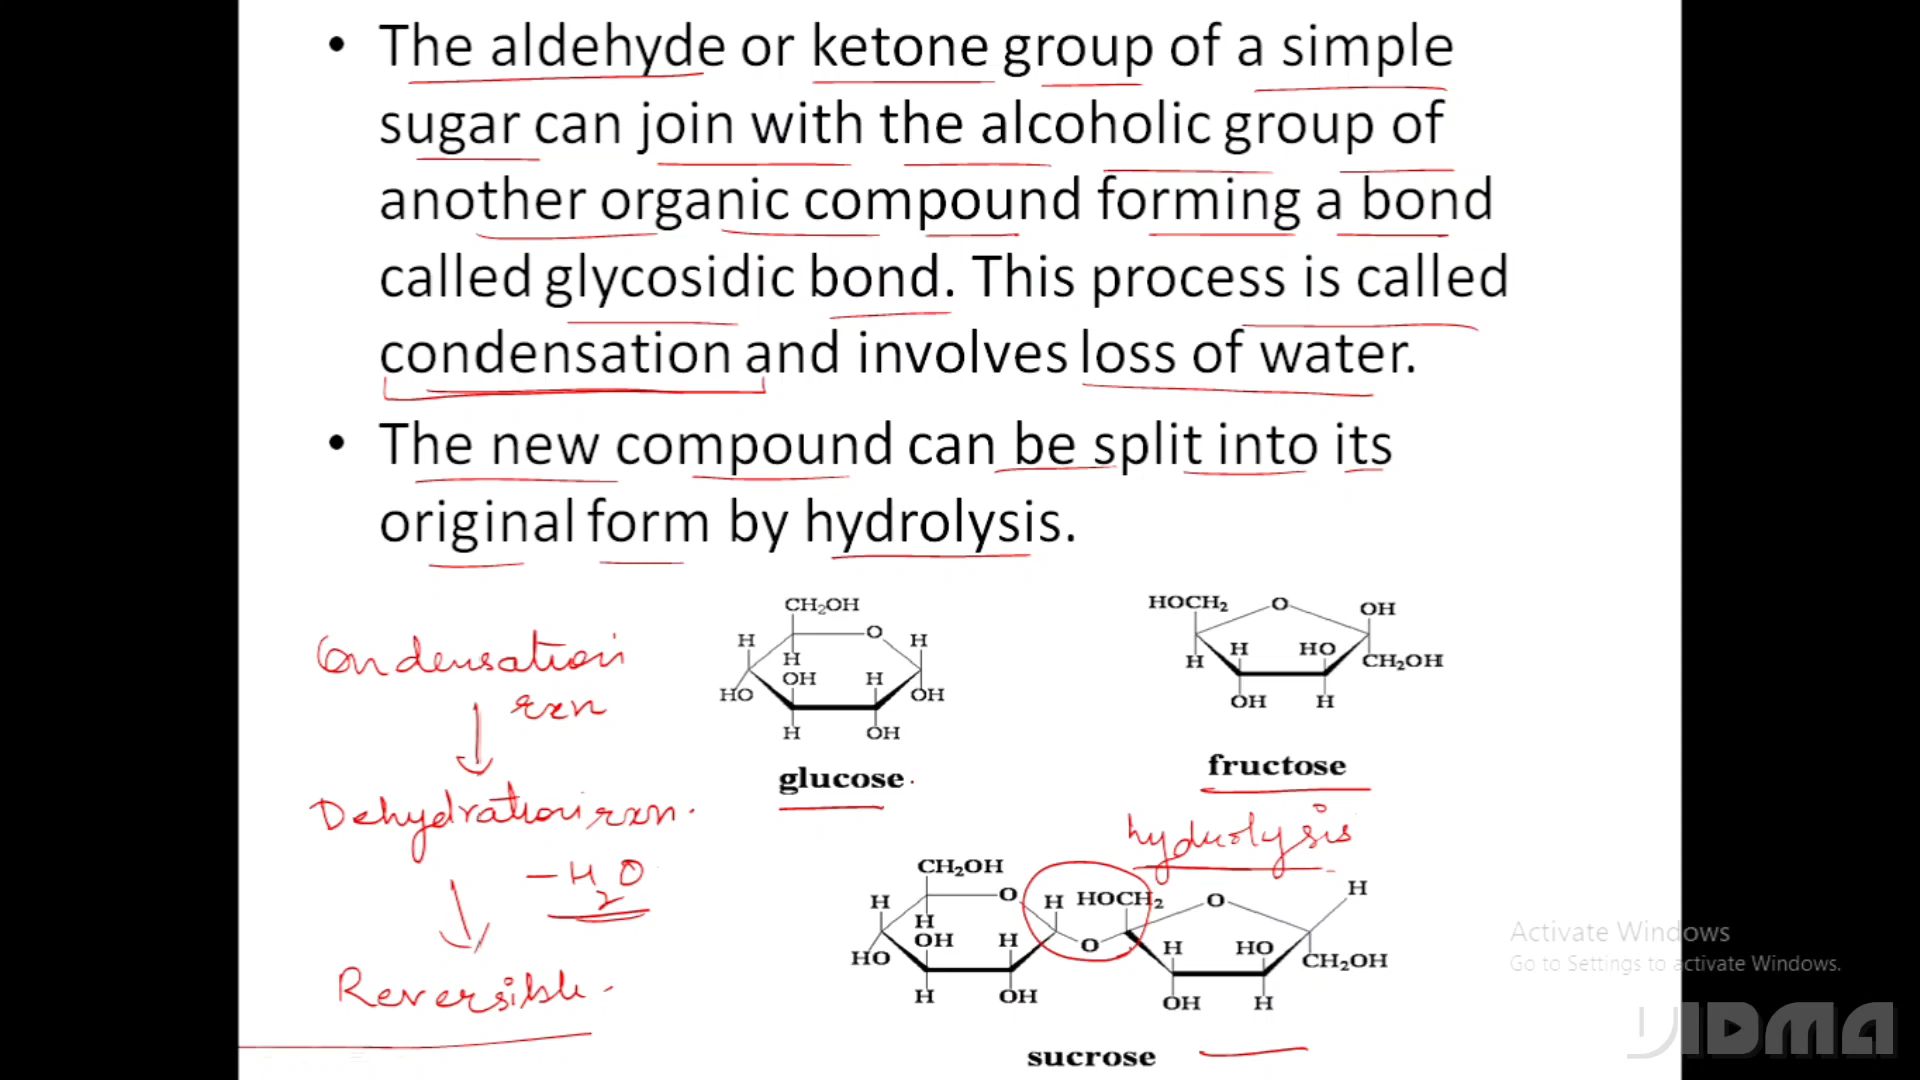 • The aldehyde or ketone group of a simple
sugar can join with the alcoholic group of
another organic compound forming a bond
called glycosidic bond. This process is called
condensation and involves loss of water.
• The new compound can be split into its
original form by hydrolysis.
Condensation
rxn
Dehydration rxn.
-H2O
Reversible.
CH2OH
H O H
H
HO OH H OH
H OH
glucose
HOCH2 O OH
H H HO CH2OH
OH H
fructose
hydrolysis
CH2OH
H O H HOCH2 O H
H
HO OH H O H HO CH2OH
H OH OH H
sucrose
Activate Windows
Go to Settings to activate Windows.
VIDMA